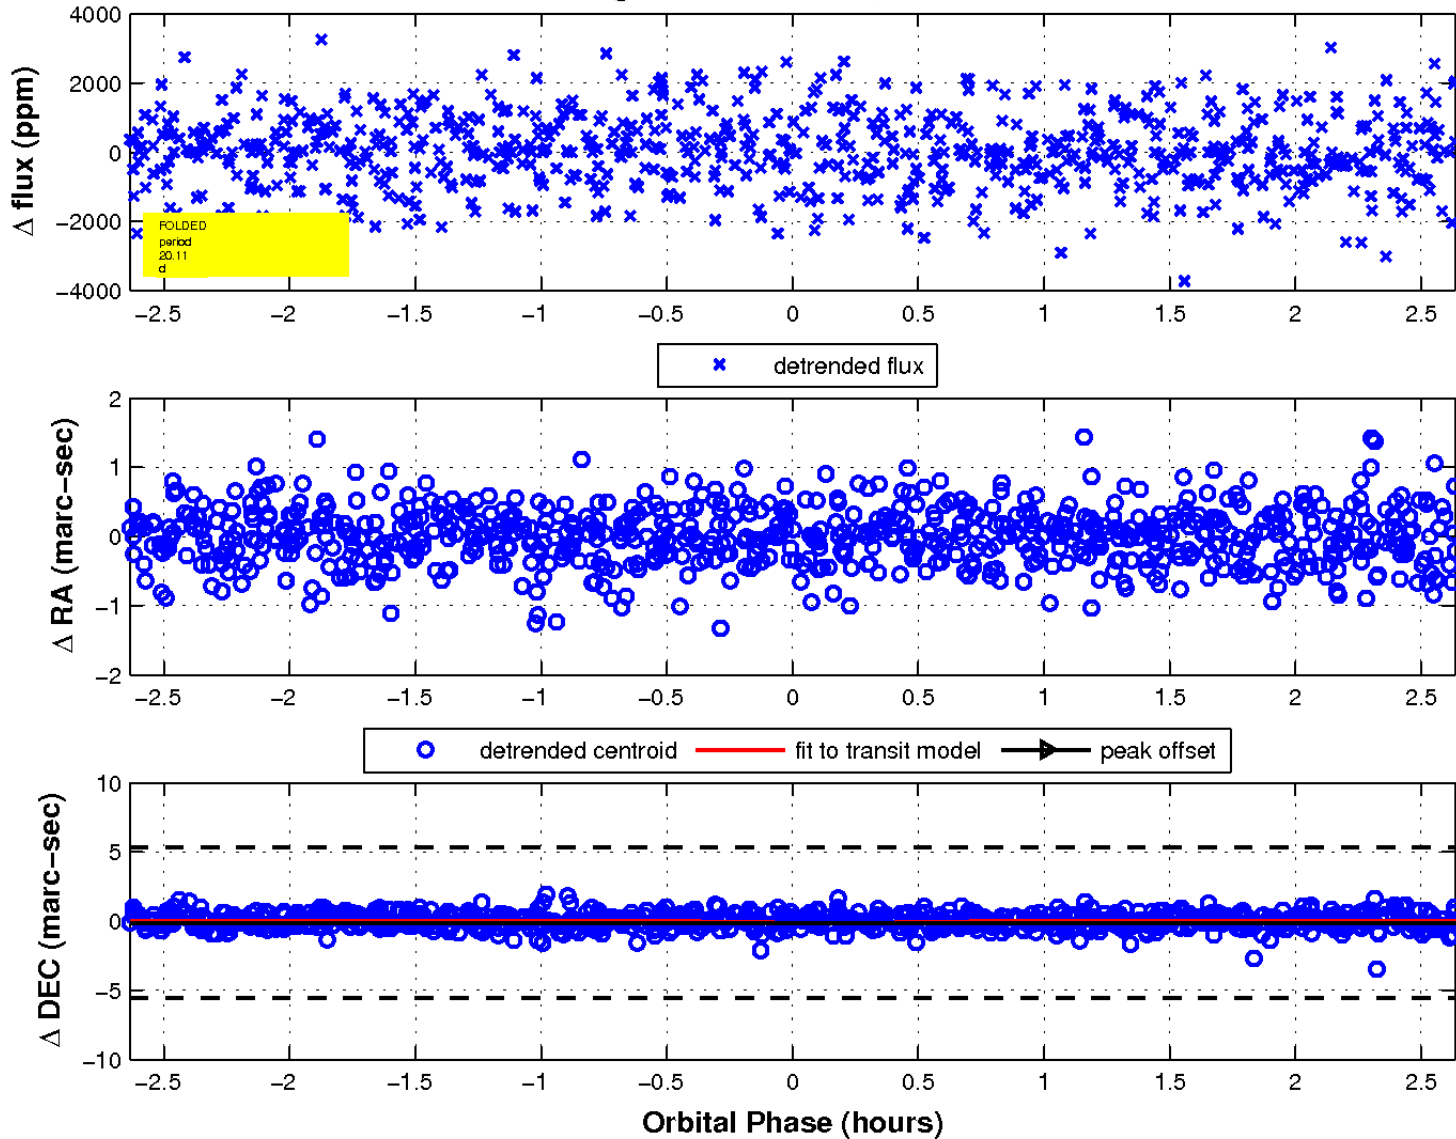 4000
2000
0
−2000
−4000
Δ flux (ppm)
FOLDED
period
20.11
d
−2.5 −2 −1.5 −1 −0.5 0 0.5 1 1.5 2 2.5
detrended flux
2
1
0
−1
−2
Δ RA (marc−sec)
−2.5 −2 −1.5 −1 −0.5 0 0.5 1 1.5 2 2.5
detrended centroid fit to transit model peak offset
10
5
0
−5
−10
Δ DEC (marc−sec)
−2.5 −2 −1.5 −1 −0.5 0 0.5 1 1.5 2 2.5
Orbital Phase (hours)